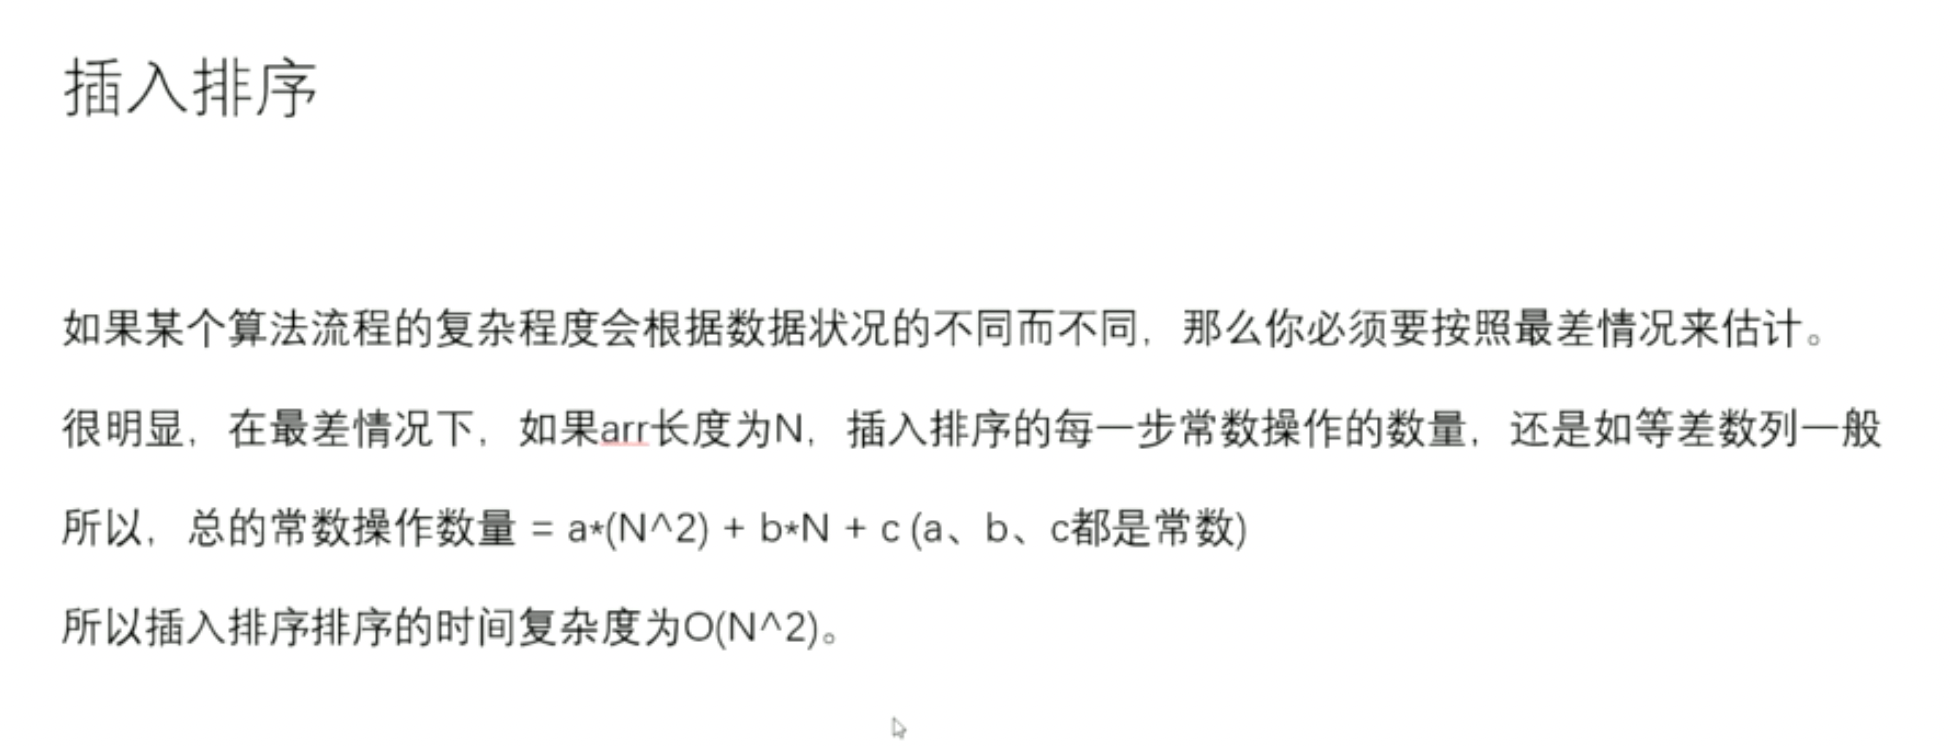 插入排序
如果某个算法流程的复杂程度会根据数据状况的不同而不同，那么你必须要按照最差情况来估计。
很明显，在最差情况下，如果arr长度为N，插入排序的每一步常数操作的数量，还是如等差数列一般
所以，总的常数操作数量 = a*(N^2) + b*N + c (a、b、c都是常数)
所以插入排序排序的时间复杂度为O(N^2)。